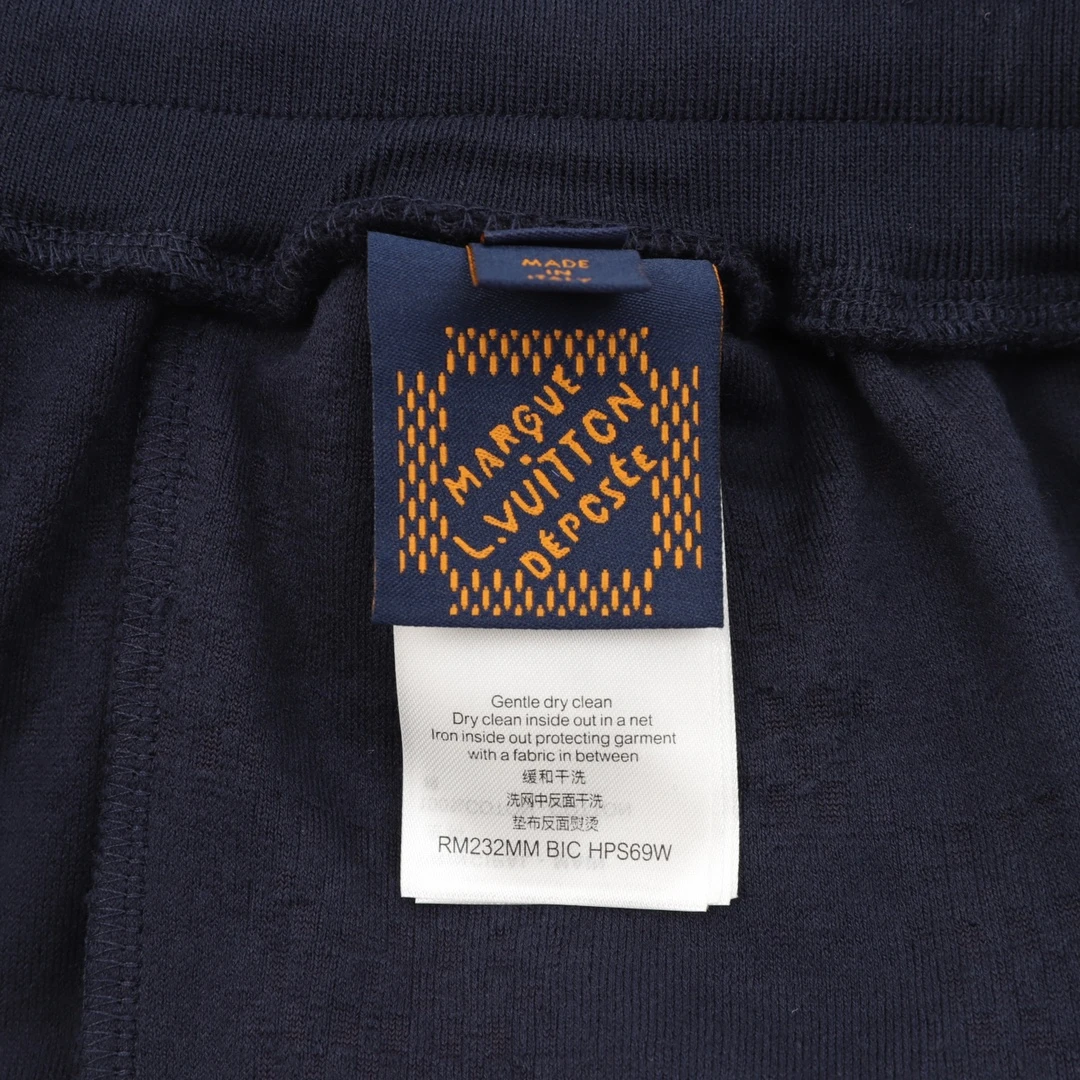 MADE
IN
ITALY
MARQUE
L.VUITTON
DÉPOSÉE
Gentle dry clean
Dry clean inside out in a net
Iron inside out protecting garment
with a fabric in between
缓和干洗
洗网中反面干洗
垫布反面熨烫
RM232MM BIC HPS69W